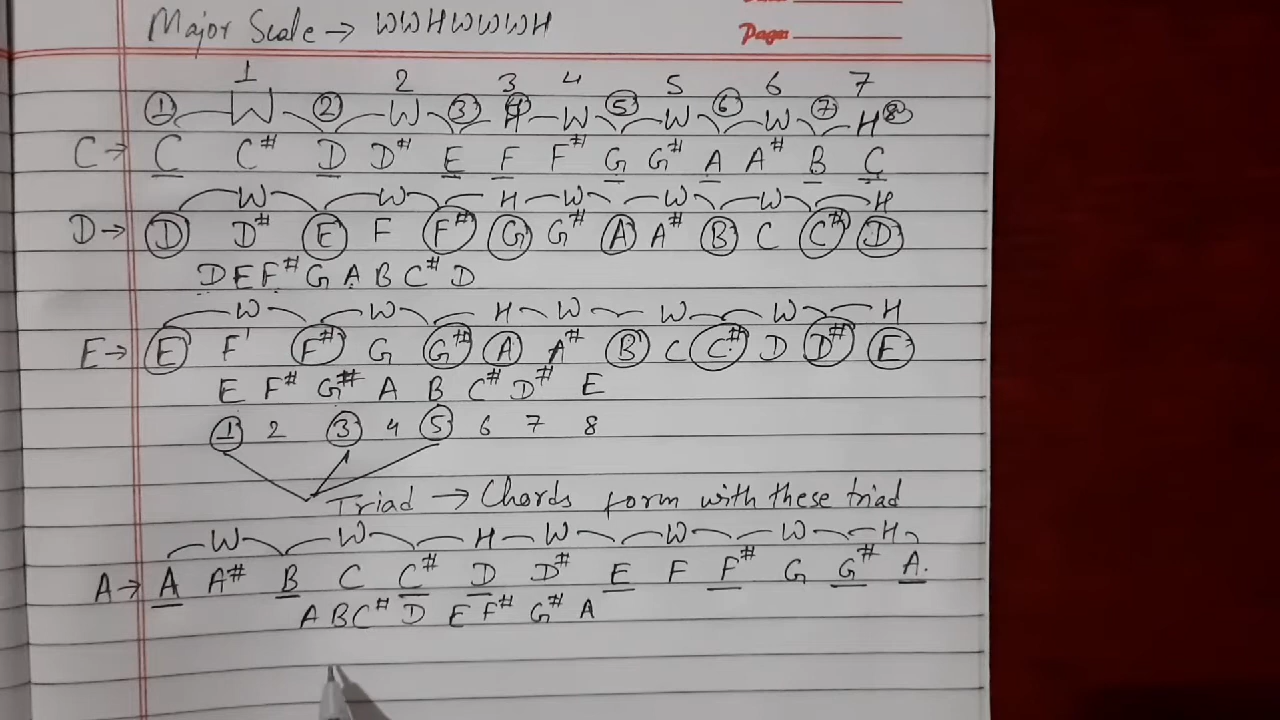 Major Scale → WWHWWWH
Page:
1 2 3 4 5 6 7
① W ② W ③ H ④ W ⑤ W ⑥ W ⑦ H ⑧
C → C C# D D# E F F# G G# A A# B C
W W H W W W H
D → D D# E F F# G G# A A# B C C# D
D E F# G A B C# D
W W H W W W H
E → E F F# G G# A A# B C C# D D# E
E F# G# A B C# D# E
① 2 ③ 4 ⑤ 6 7 8
Triad → Chords form with these triad
W W H W W W H
A → A A# B C C# D D# E F F# G G# A.
A B C# D E F# G# A